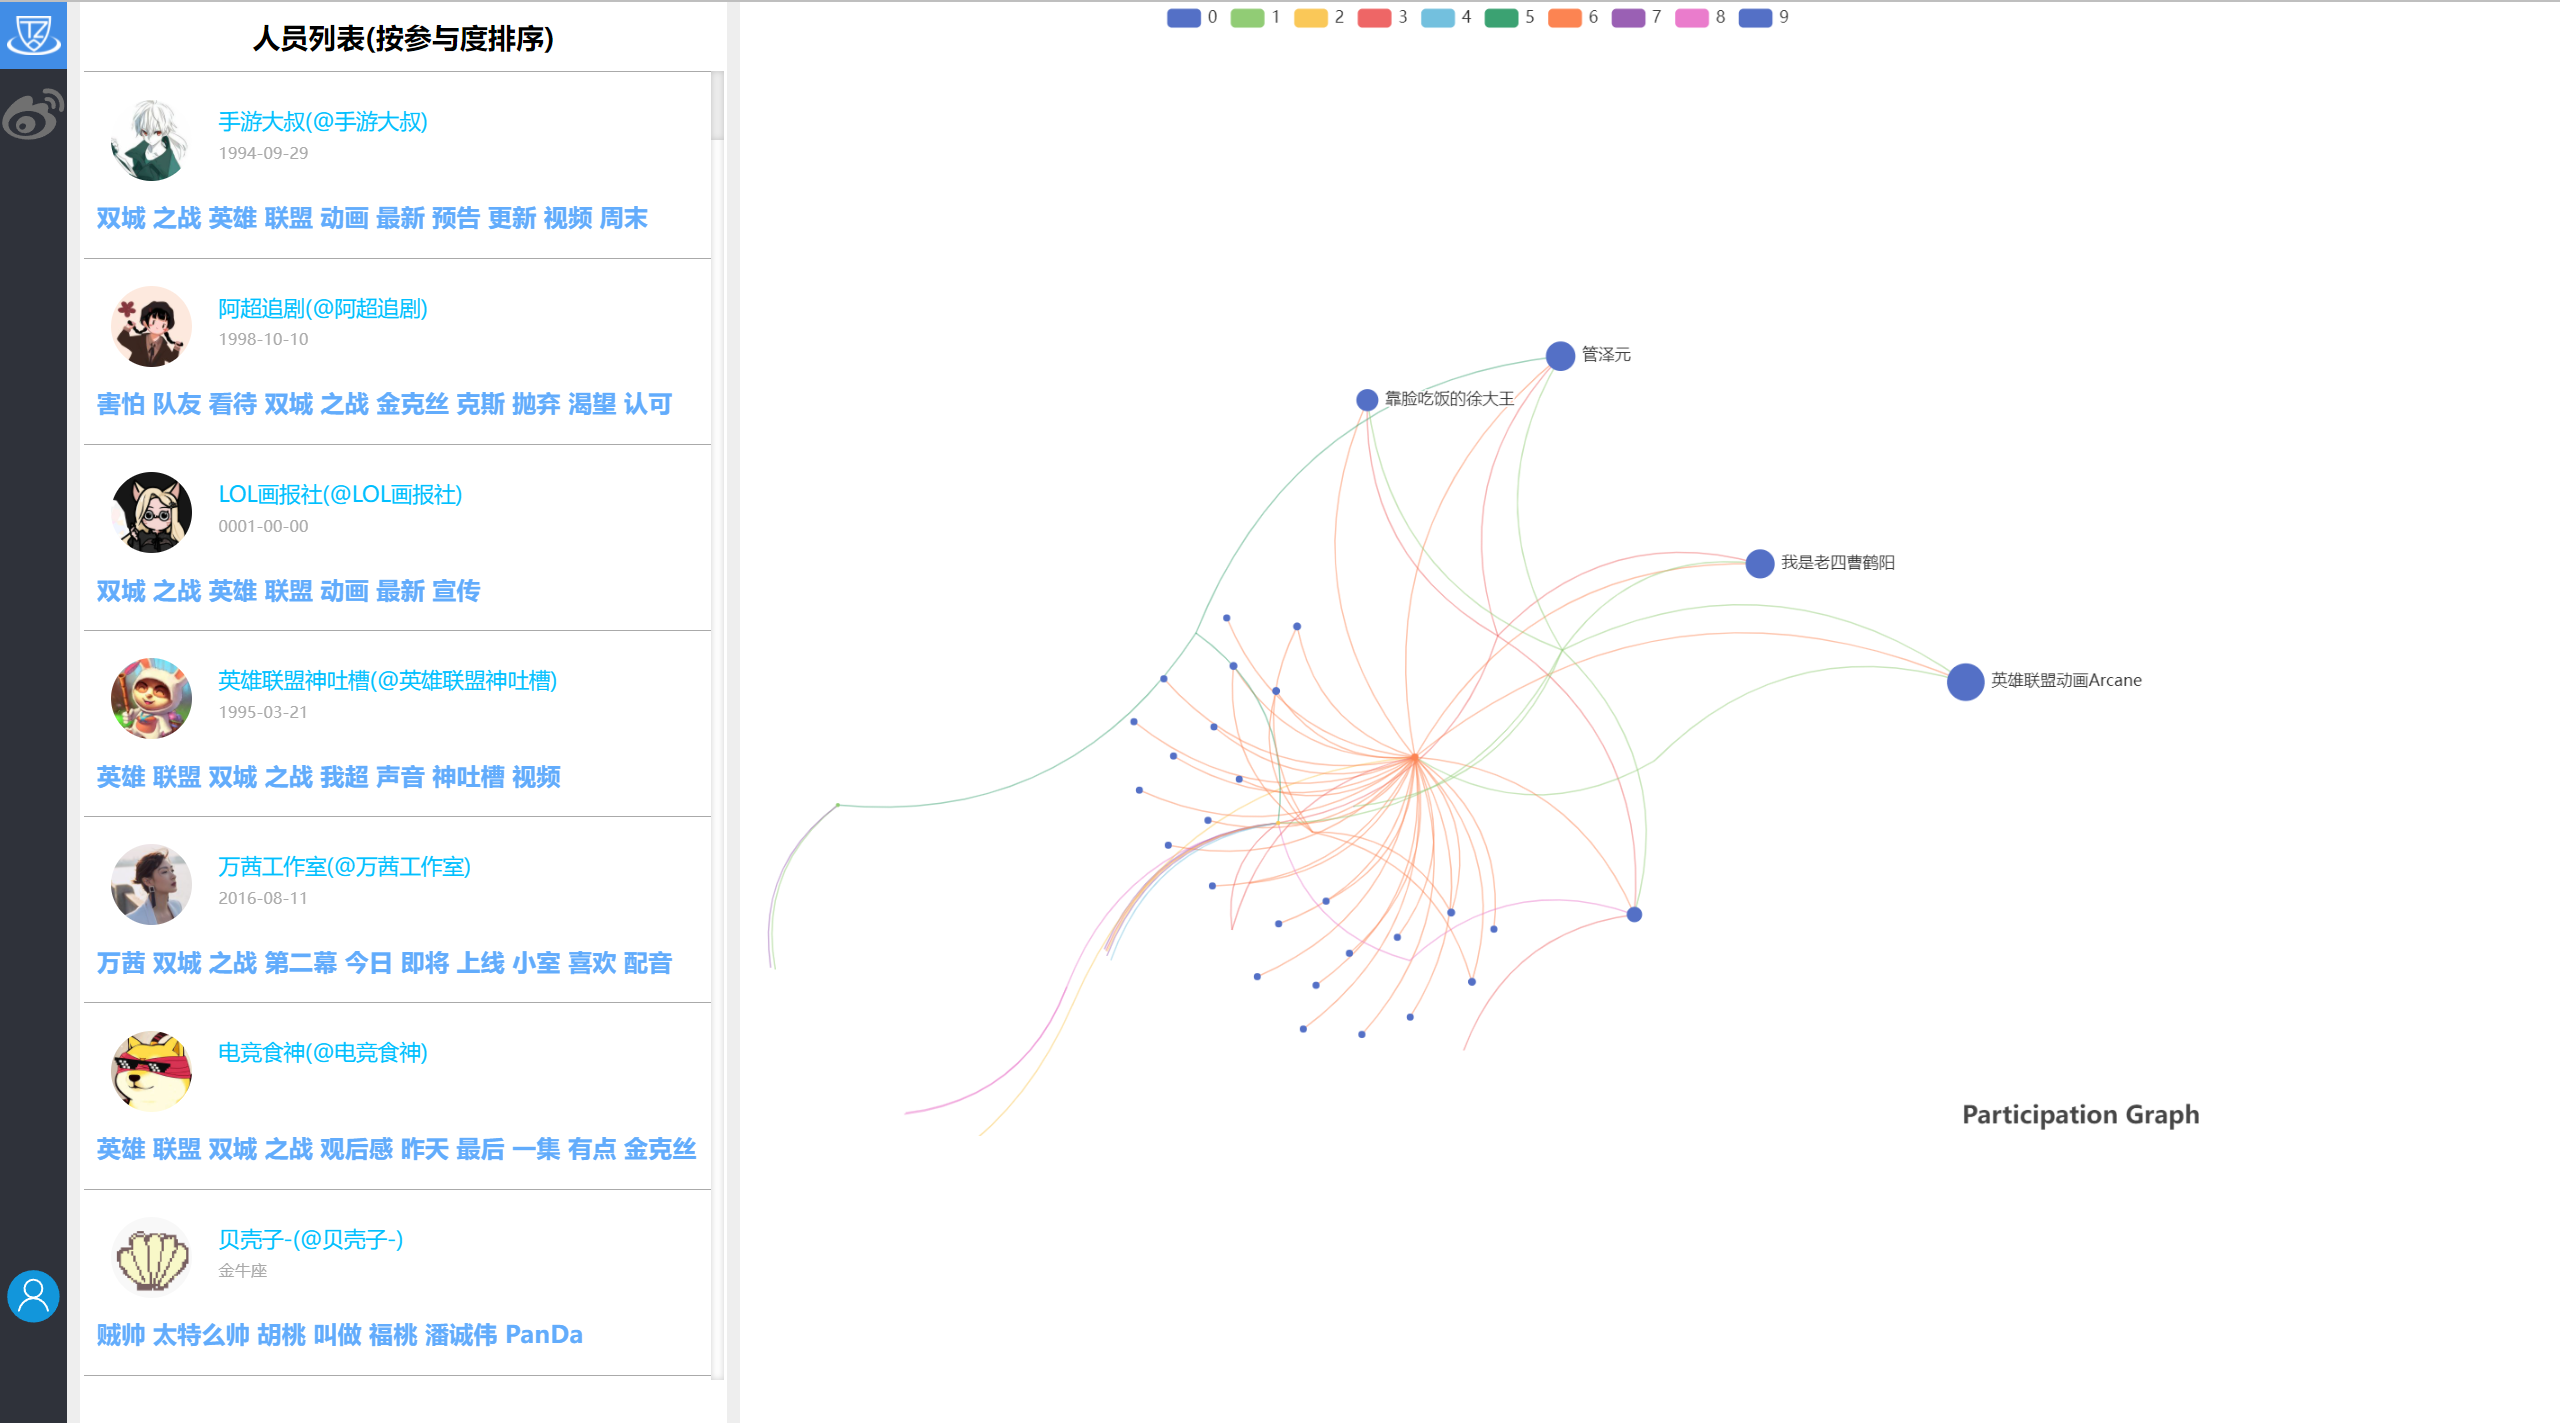 TZ
人员列表(按参与度排序)
手游大叔(@手游大叔)
1994-09-29
双城 之战 英雄 联盟 动画 最新 预告 更新 视频 周末
阿超追剧(@阿超追剧)
1998-10-10
害怕 队友 看待 双城 之战 金克丝 克斯 抛弃 渴望 认可
LOL画报社(@LOL画报社)
0001-00-00
双城 之战 英雄 联盟 动画 最新 宣传
英雄联盟神吐槽(@英雄联盟神吐槽)
1995-03-21
英雄 联盟 双城 之战 我超 声音 神吐槽 视频
万茜工作室(@万茜工作室)
2016-08-11
万茜 双城 之战 第二幕 今日 即将 上线 小室 喜欢 配音
电竞食神(@电竞食神)
英雄 联盟 双城 之战 观后感 昨天 最后 一集 有点 金克丝
贝壳子-(@贝壳子-)
金牛座
贼帅 太特么帅 胡桃 叫做 福桃 潘诚伟 PanDa
0 1 2 3 4 5 6 7 8 9
管泽元
靠脸吃饭的徐大王
我是老四曹鹤阳
英雄联盟动画Arcane
Participation Graph